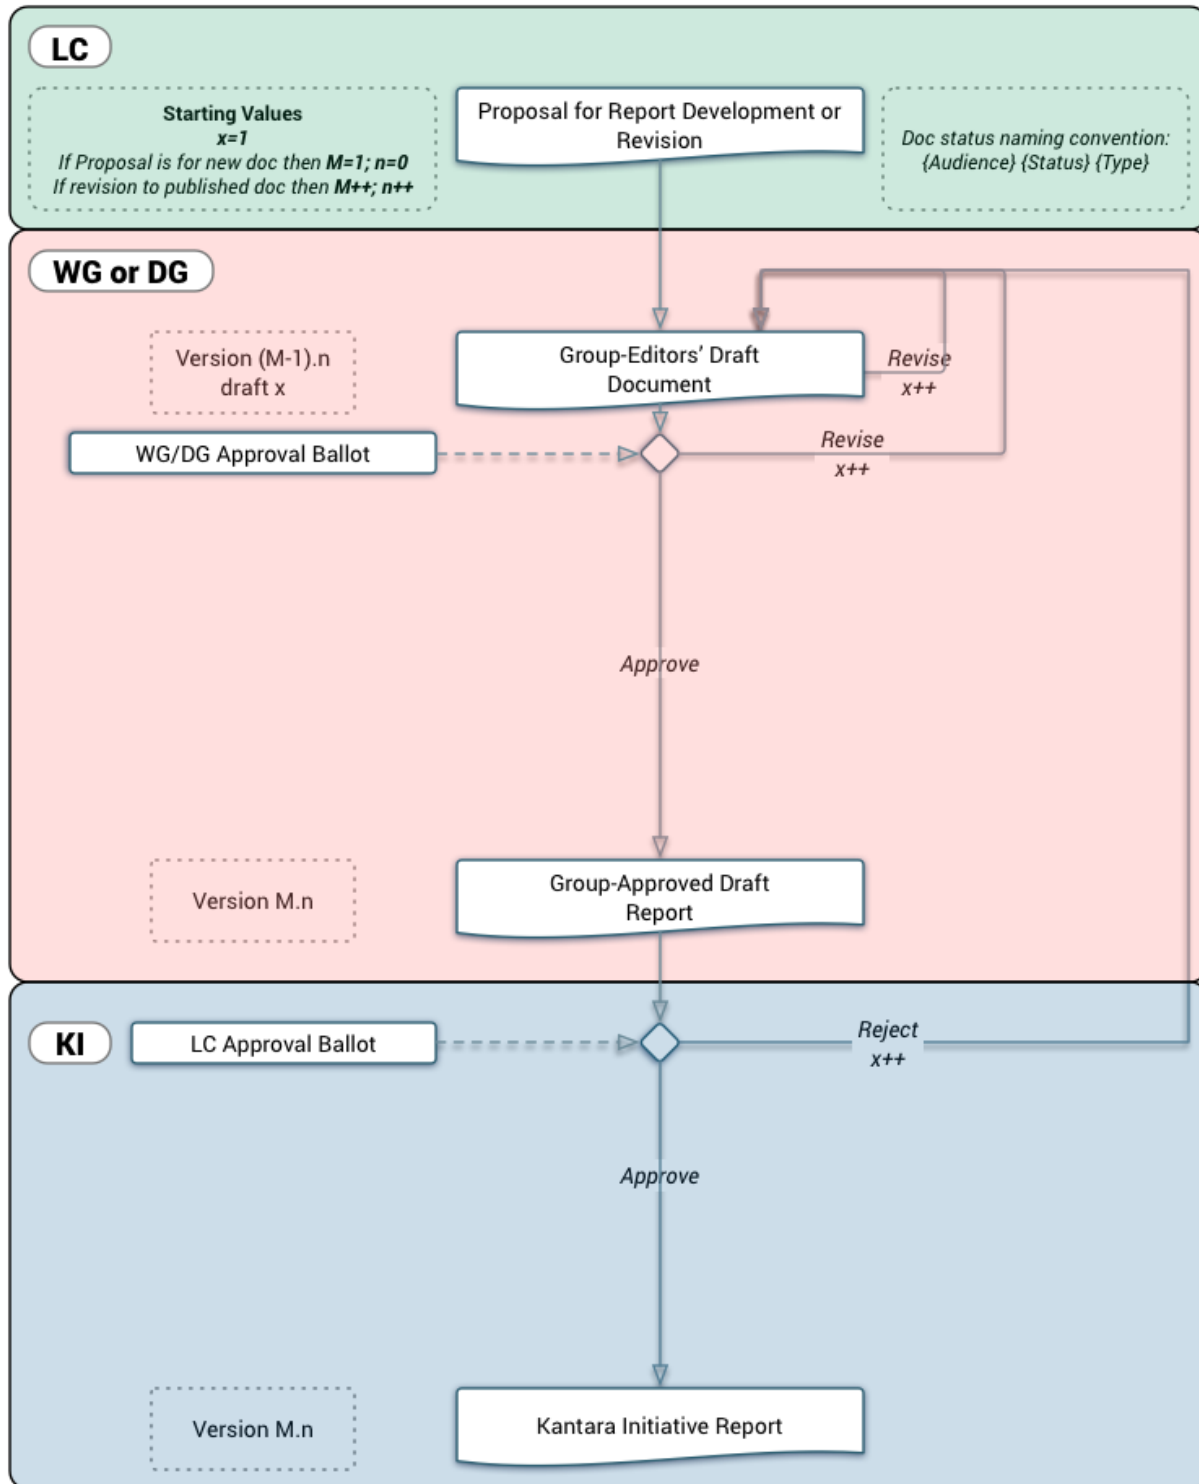 LC
Starting Values
x=1
If Proposal is for new doc then M=1; n=0
If revision to published doc then M++; n++
Proposal for Report Development or
Revision
Doc status naming convention:
{Audience} {Status} {Type}
WG or DG
Version (M-1).n
draft x
Group-Editors’ Draft
Document
Revise
x++
WG/DG Approval Ballot
Revise
x++
Approve
Version M.n
Group-Approved Draft
Report
KI
LC Approval Ballot
Reject
x++
Approve
Version M.n
Kantara Initiative Report